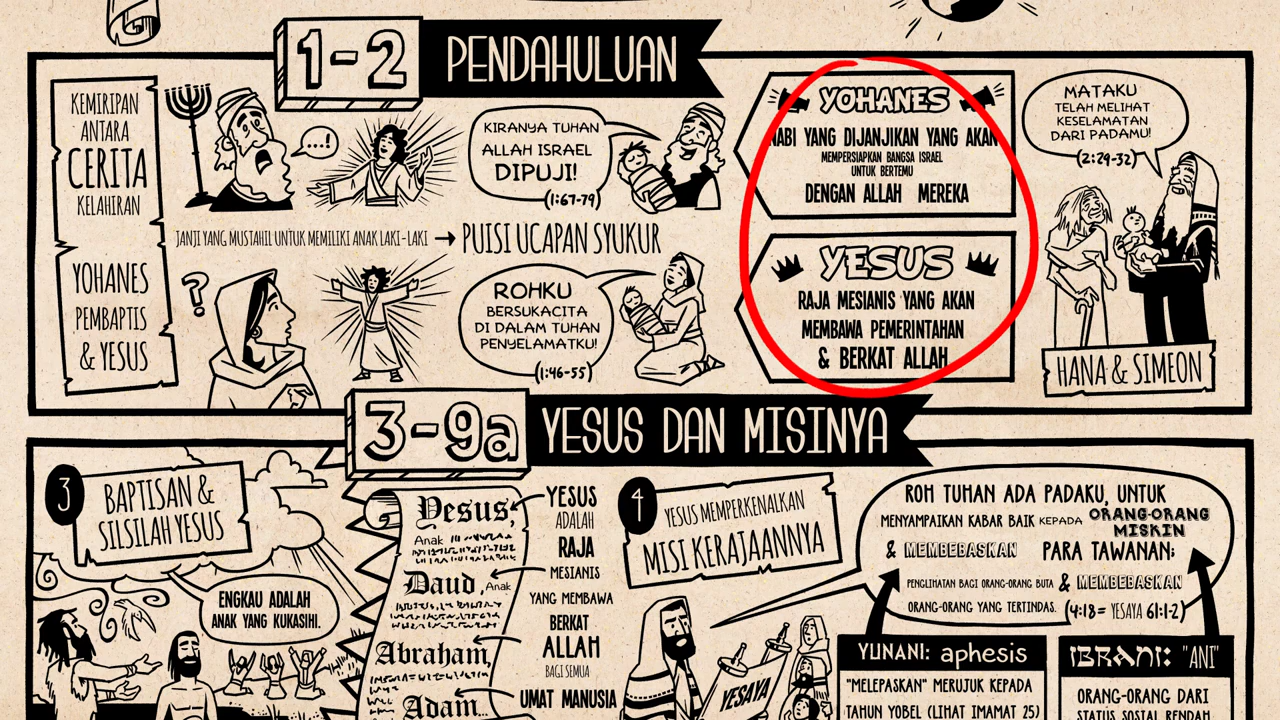 1-2 PENDAHULUAN
KEMIRIPAN
ANTARA
CERITA
KELAHIRAN
YOHANES
PEMBAPTIS
& YESUS
...!
KIRANYA TUHAN
ALLAH ISRAEL
DIPUJI!
(1:67-79)
JANJI YANG MUSTAHIL UNTUK MEMILIKI ANAK LAKI-LAKI
PUISI UCAPAN SYUKUR
?
ROHKU
BERSUKACITA
DI DALAM TUHAN
PENYELAMATKU!
(1:46-55)
YOHANES
NABI YANG DIJANJIKAN YANG AKAN
MEMPERSIAPKAN BANGSA ISRAEL
UNTUK BERTEMU
DENGAN ALLAH MEREKA
YESUS
RAJA MESIANIS YANG AKAN
MEMBAWA PEMERINTAHAN
& BERKAT ALLAH
MATAKU
TELAH MELIHAT
KESELAMATAN
DARI PADAMU!
(2:29-32)
HANA & SIMEON
3-9a YESUS DAN MISINYA
3
BAPTISAN &
SILSILAH YESUS
ENGKAU ADALAH
ANAK YANG KUKASIHI.
Yesus,
Anak
Daud, Anak
Abraham,
Adam...
YESUS
ADALAH
RAJA
MESIANIS
YANG MEMBAWA
BERKAT
ALLAH
BAGI SEMUA
UMAT MANUSIA
4
YESUS MEMPERKENALKAN
MISI KERAJAANNYA
YESAYA
ROH TUHAN ADA PADAKU, UNTUK
MENYAMPAIKAN KABAR BAIK KEPADA ORANG-ORANG
MISKIN
& MEMBEBASKAN PARA TAWANAN;
PENGLIHATAN BAGI ORANG-ORANG BUTA & MEMBEBASKAN
ORANG-ORANG YANG TERTINDAS. (4:18 = YESAYA 61:1-2)
YUNANI: aphesis
"MELEPASKAN" MERUJUK KEPADA
TAHUN YOBEL (LIHAT IMAMAT 25)
IBRANI: "ANI"
ORANG-ORANG DARI
STATUS SOSIAL RENDAH